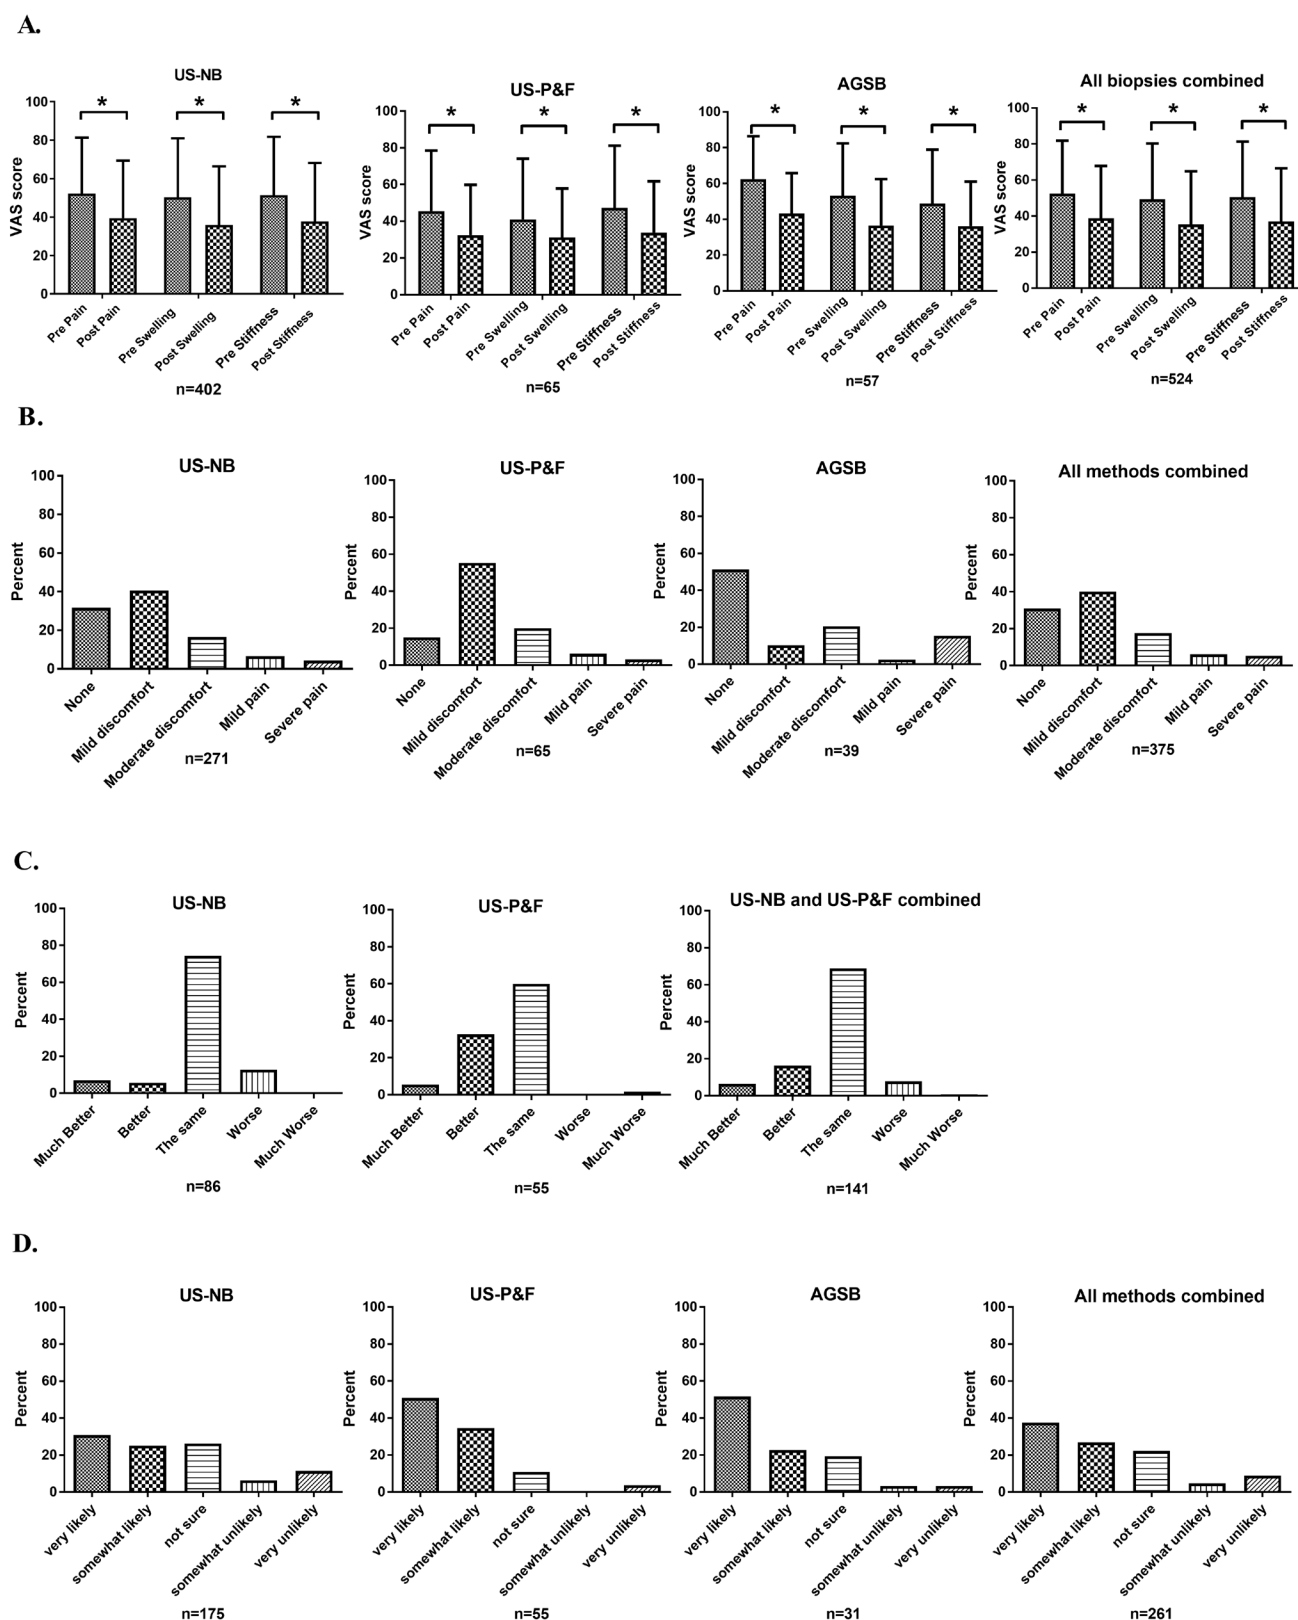 A.
US-NB
US-P&F
AGSB
All biopsies combined
* * *
* * *
* * *
* * *
VAS score
100
80
60
40
20
0
Pre Pain
Post Pain
Pre Swelling
Post Swelling
Pre Stiffness
Post Stiffness
n=402
VAS score
100
80
60
40
20
0
Pre Pain
Post Pain
Pre Swelling
Post Swelling
Pre Stiffness
Post Stiffness
n=65
VAS score
100
80
60
40
20
0
Pre Pain
Post Pain
Pre Swelling
Post Swelling
Pre Stiffness
Post Stiffness
n=57
VAS score
100
80
60
40
20
0
Pre Pain
Post Pain
Pre Swelling
Post Swelling
Pre Stiffness
Post Stiffness
n=524
B.
US-NB
Percent
100
80
60
40
20
0
None
Mild discomfort
Moderate discomfort
Mild pain
Severe pain
n=271
US-P&F
Percent
100
80
60
40
20
0
None
Mild discomfort
Moderate discomfort
Mild pain
Severe pain
n=65
AGSB
Percent
100
80
60
40
20
0
None
Mild discomfort
Moderate discomfort
Mild pain
Severe pain
n=39
All methods combined
Percent
100
80
60
40
20
0
None
Mild discomfort
Moderate discomfort
Mild pain
Severe pain
n=375
C.
US-NB
Percent
100
80
60
40
20
0
Much Better
Better
The same
Worse
Much Worse
n=86
US-P&F
Percent
100
80
60
40
20
0
Much Better
Better
The same
Worse
Much Worse
n=55
US-NB and US-P&F combined
Percent
100
80
60
40
20
0
Much Better
Better
The same
Worse
Much Worse
n=141
D.
US-NB
Percent
100
80
60
40
20
0
very likely
somewhat likely
not sure
somewhat unlikely
very unlikely
n=175
US-P&F
Percent
100
80
60
40
20
0
very likely
somewhat likely
not sure
somewhat unlikely
very unlikely
n=55
AGSB
Percent
100
80
60
40
20
0
very likely
somewhat likely
not sure
somewhat unlikely
very unlikely
n=31
All methods combined
Percent
100
80
60
40
20
0
very likely
somewhat likely
not sure
somewhat unlikely
very unlikely
n=261